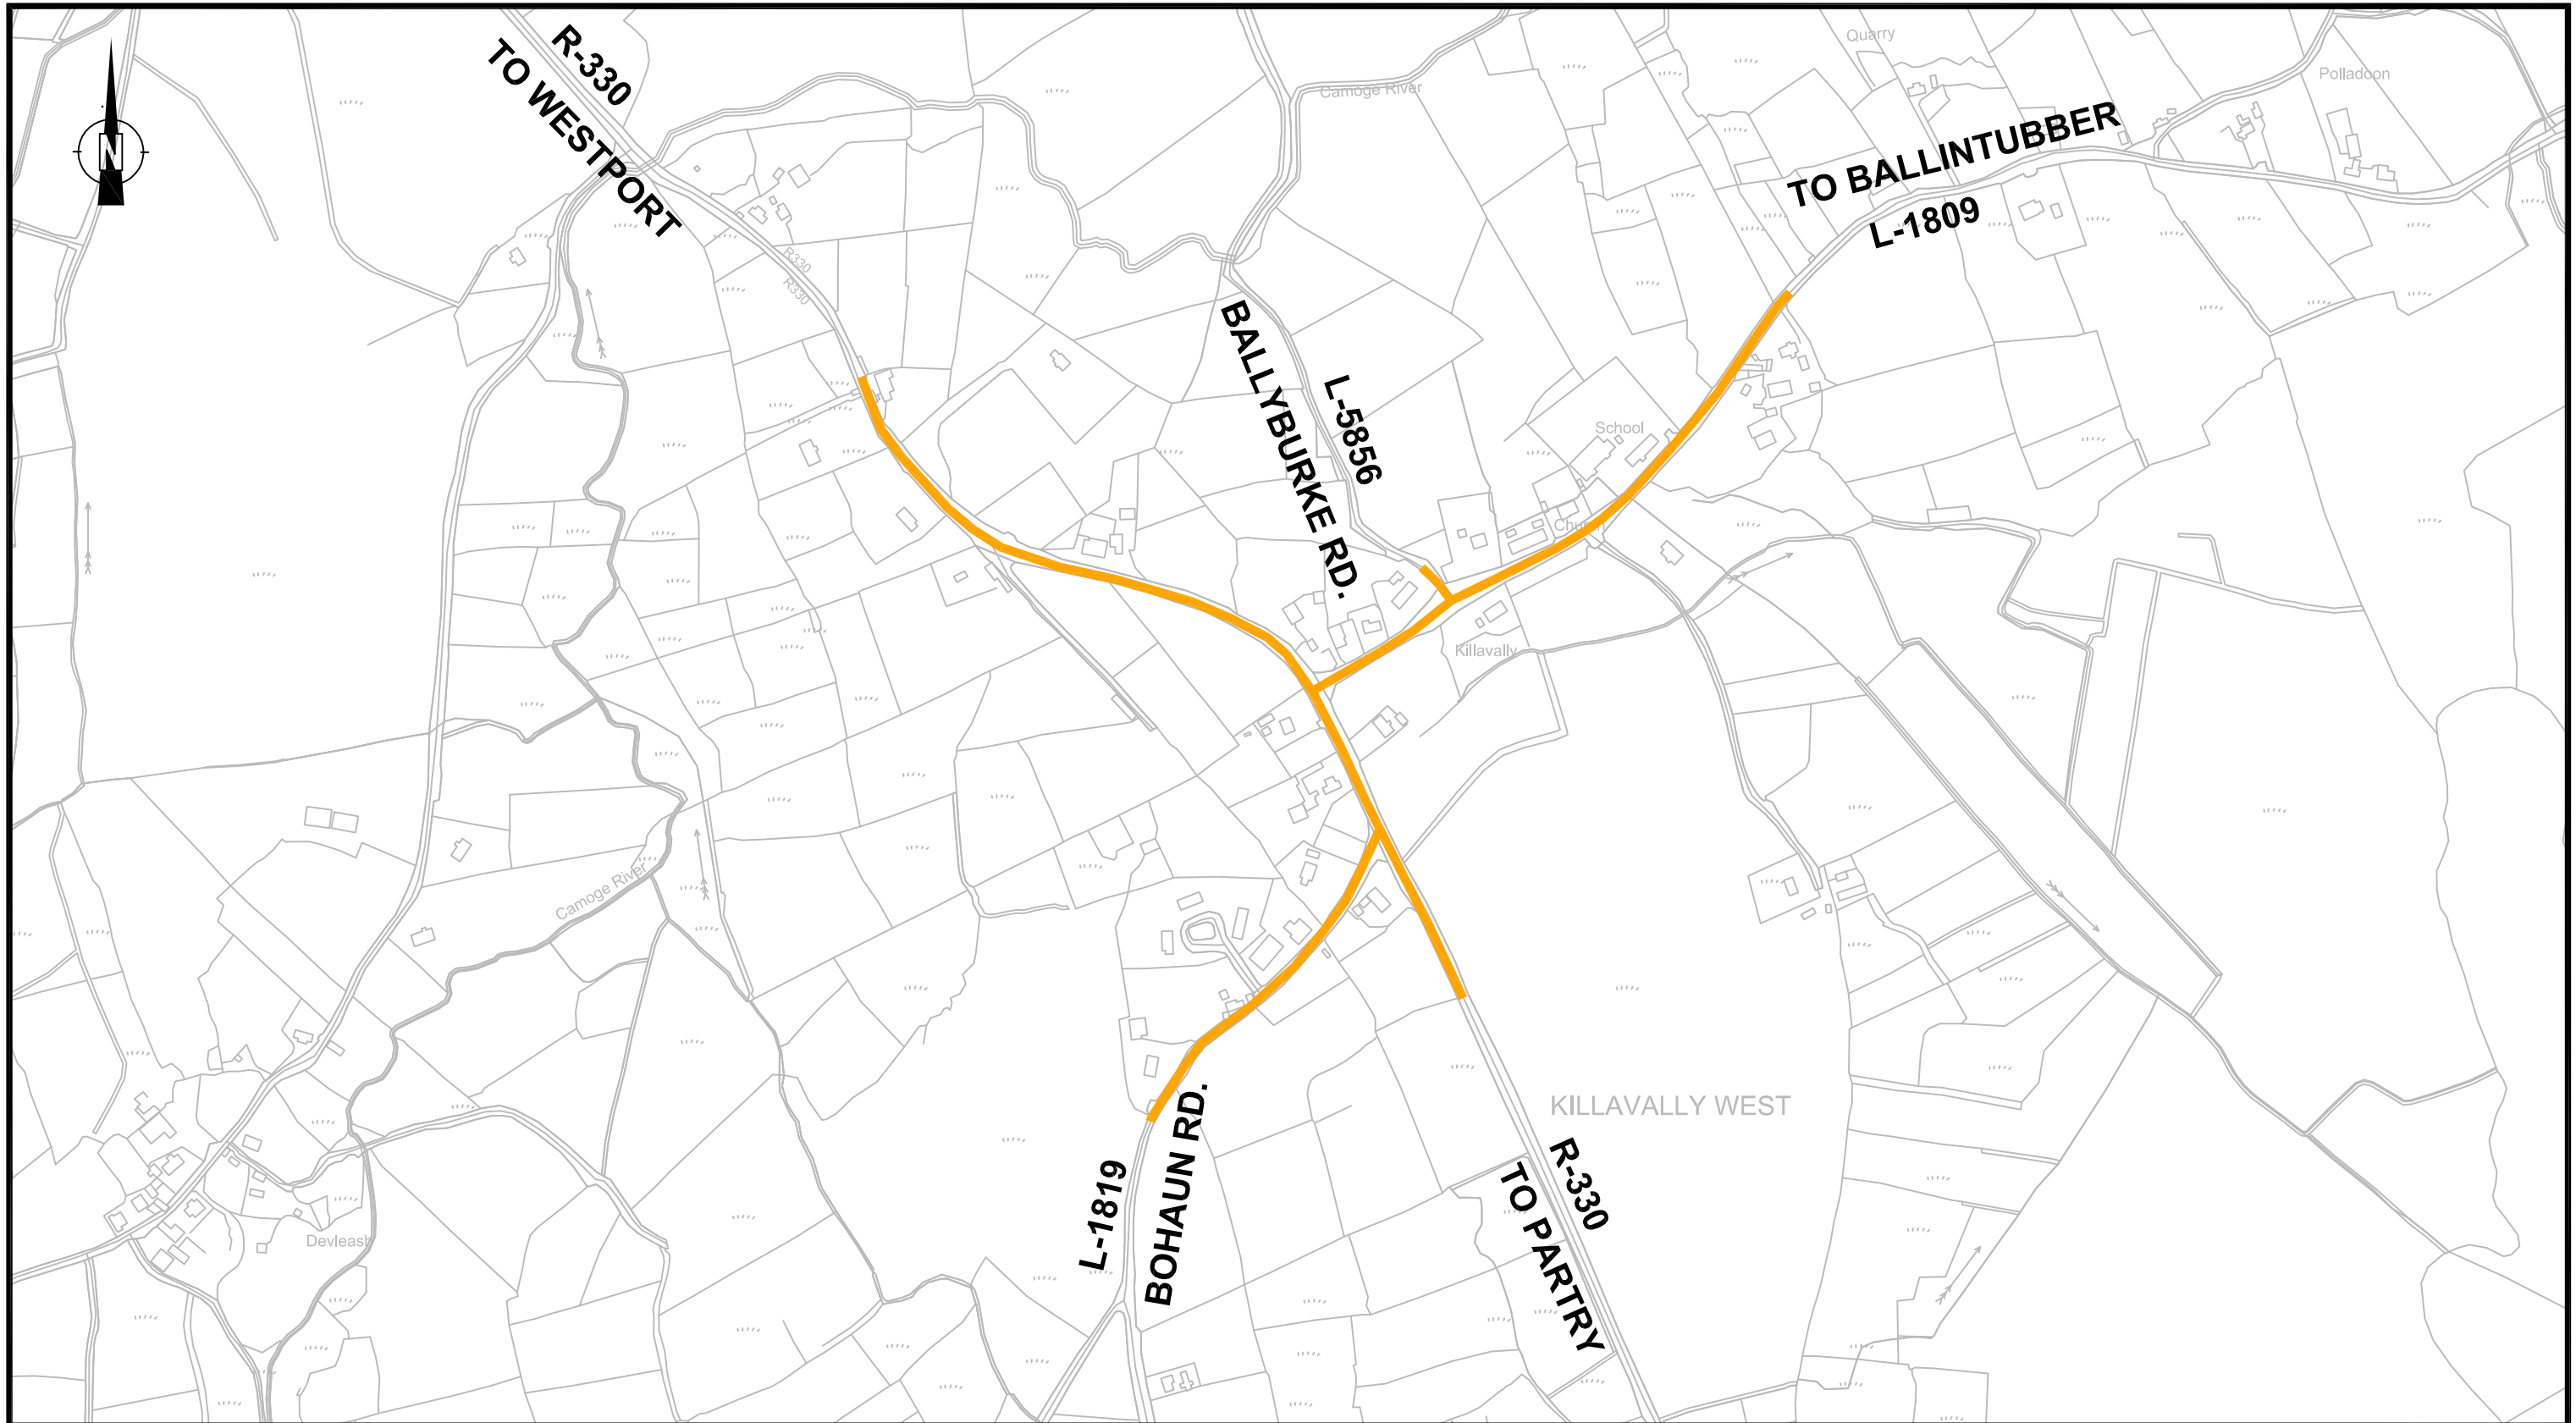 R-330
TO WESTPORT
Quarry
Polladoon
Camoge River
TO BALLINTUBBER
L-1809
N
R330
R330
BALLYBURKE RD.
L-5856
School
Church
Killavally
Camoge River
KILLAVALLY WEST
R-330
TO PARTRY
L-1819
BOHAUN RD.
Devleash